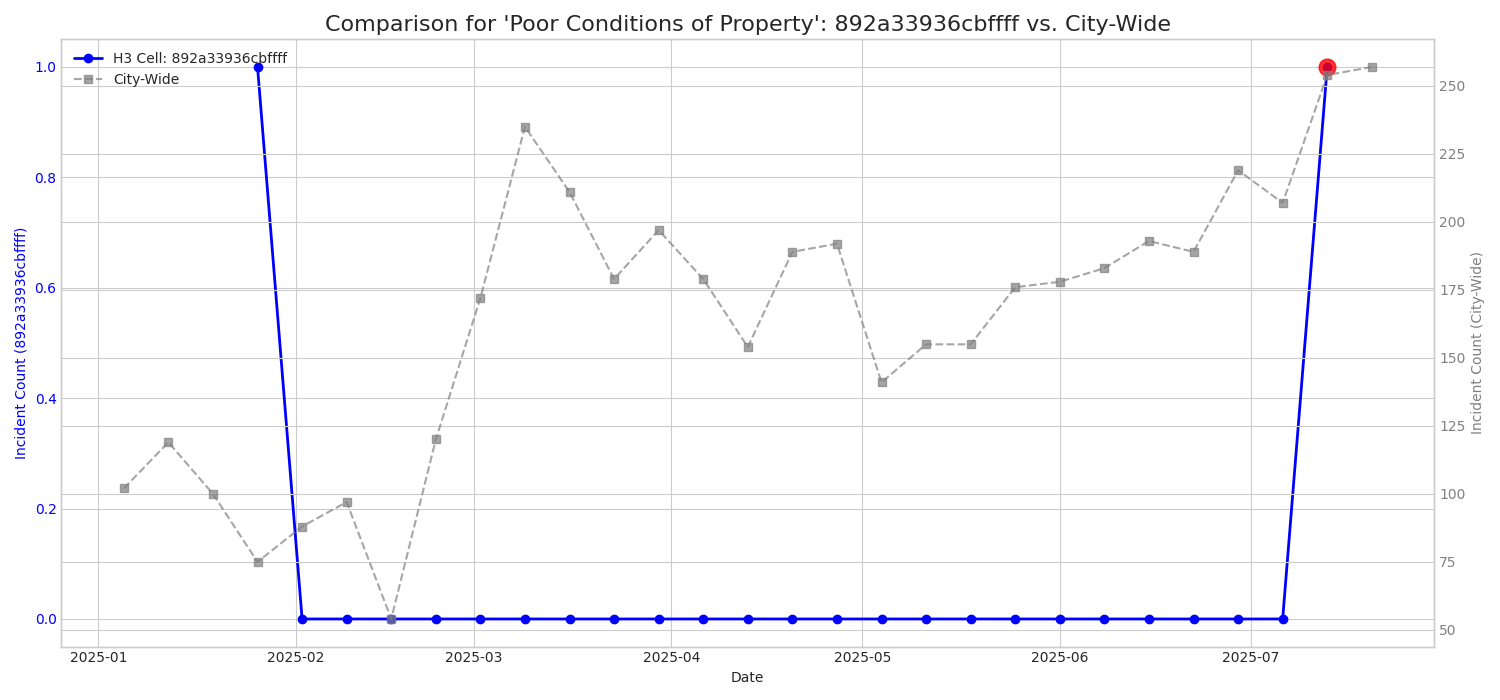 Comparison for 'Poor Conditions of Property': 892a33936cbffff vs. City-Wide
H3 Cell: 892a33936cbffff
City-Wide
Incident Count (892a33936cbffff)
1.0
0.8
0.6
0.4
0.2
0.0
250
225
200
175
150
125
100
75
50
Incident Count (City-Wide)
2025-01 2025-02 2025-03 2025-04 2025-05 2025-06 2025-07
Date